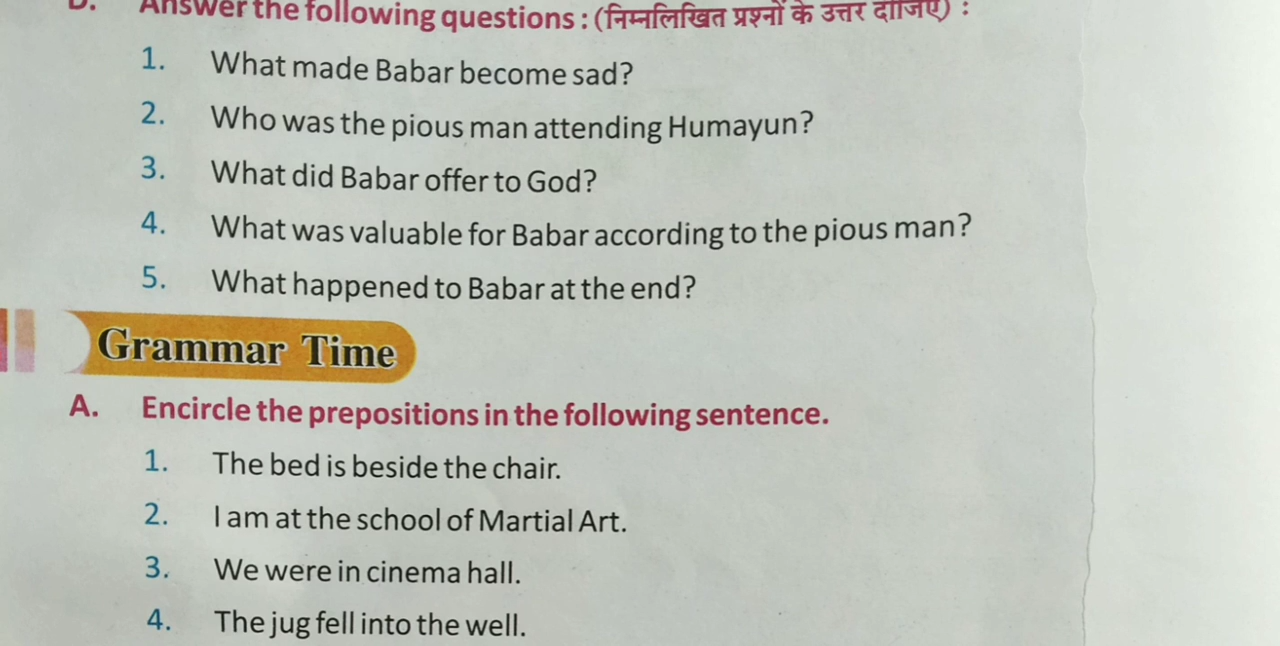 D. Answer the following questions : (निम्नलिखित प्रश्नों के उत्तर दीजिए) :
1. What made Babar become sad?
2. Who was the pious man attending Humayun?
3. What did Babar offer to God?
4. What was valuable for Babar according to the pious man?
5. What happened to Babar at the end?
Grammar Time
A. Encircle the prepositions in the following sentence.
1. The bed is beside the chair.
2. I am at the school of Martial Art.
3. We were in cinema hall.
4. The jug fell into the well.